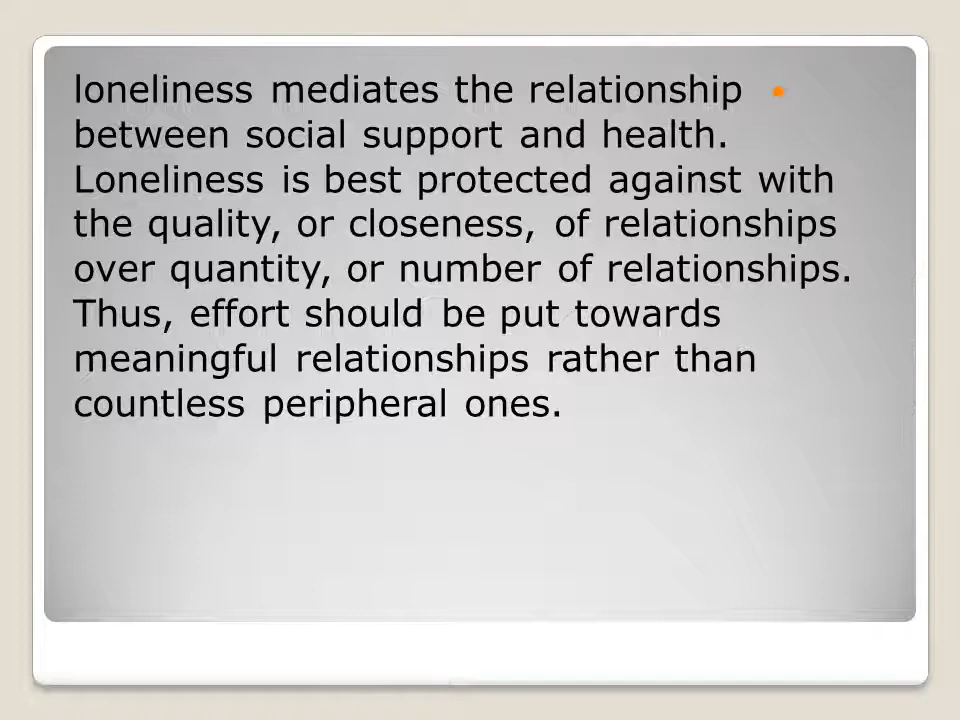 loneliness mediates the relationship •
between social support and health.
Loneliness is best protected against with
the quality, or closeness, of relationships
over quantity, or number of relationships.
Thus, effort should be put towards
meaningful relationships rather than
countless peripheral ones.